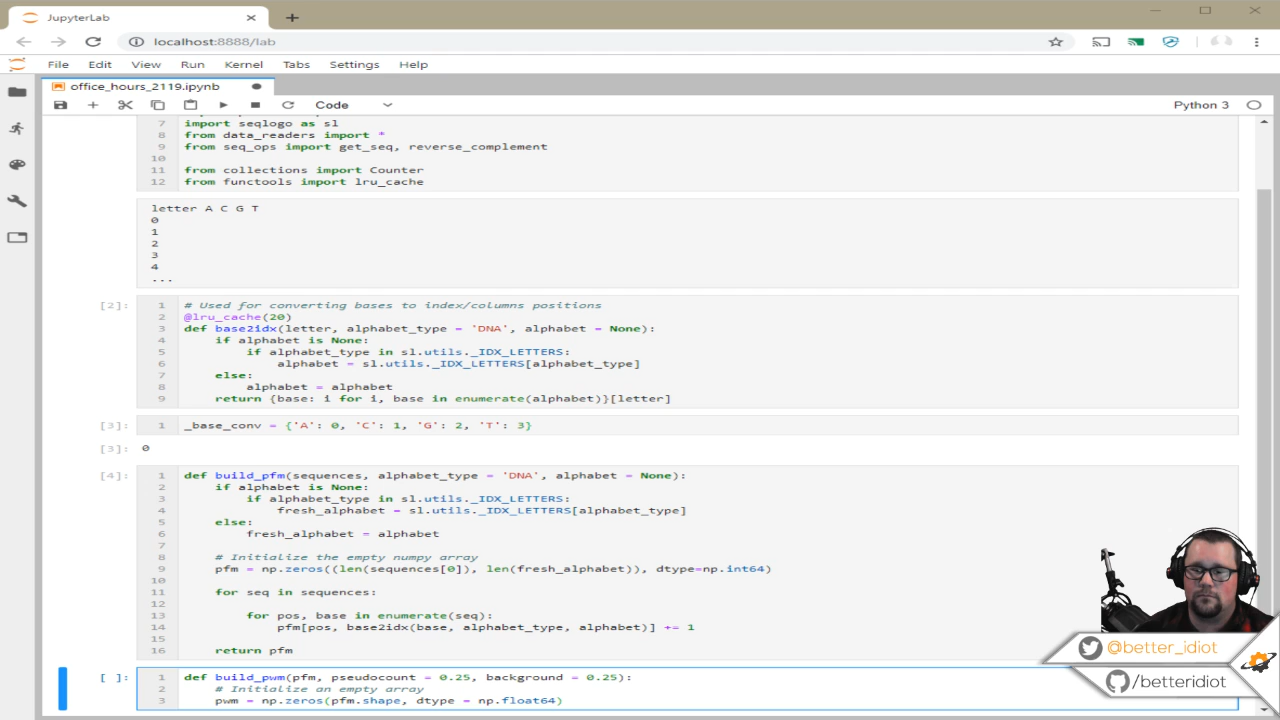 JupyterLab
localhost:8888/lab
File Edit View Run Kernel Tabs Settings Help
office_hours_2119.ipynb
Code
Python 3
7 import seqlogo as sl
8 from data_readers import *
9 from seq_ops import get_seq, reverse_complement
10
11 from collections import Counter
12 from functools import lru_cache
letter A C G T
0
1
2
3
4
...
[2]: 1 # Used for converting bases to index/columns positions
2 @lru_cache(20)
3 def base2idx(letter, alphabet_type = 'DNA', alphabet = None):
4 if alphabet is None:
5 if alphabet_type in sl.utils._IDX_LETTERS:
6 alphabet = sl.utils._IDX_LETTERS[alphabet_type]
7 else:
8 alphabet = alphabet
9 return {base: i for i, base in enumerate(alphabet)}[letter]
[3]: 1 _base_conv = {'A': 0, 'C': 1, 'G': 2, 'T': 3}
[3]: 0
[4]: 1 def build_pfm(sequences, alphabet_type = 'DNA', alphabet = None):
2 if alphabet is None:
3 if alphabet_type in sl.utils._IDX_LETTERS:
4 fresh_alphabet = sl.utils._IDX_LETTERS[alphabet_type]
5 else:
6 fresh_alphabet = alphabet
7
8 # Initialize the empty numpy array
9 pfm = np.zeros((len(sequences[0]), len(fresh_alphabet)), dtype=np.int64)
10
11 for seq in sequences:
12
13 for pos, base in enumerate(seq):
14 pfm[pos, base2idx(base, alphabet_type, alphabet)] += 1
15
16 return pfm
[ ]: 1 def build_pwm(pfm, pseudocount = 0.25, background = 0.25):
2 # Initialize an empty array
3 pwm = np.zeros(pfm.shape, dtype = np.float64)
@better_idiot
/betteridiot